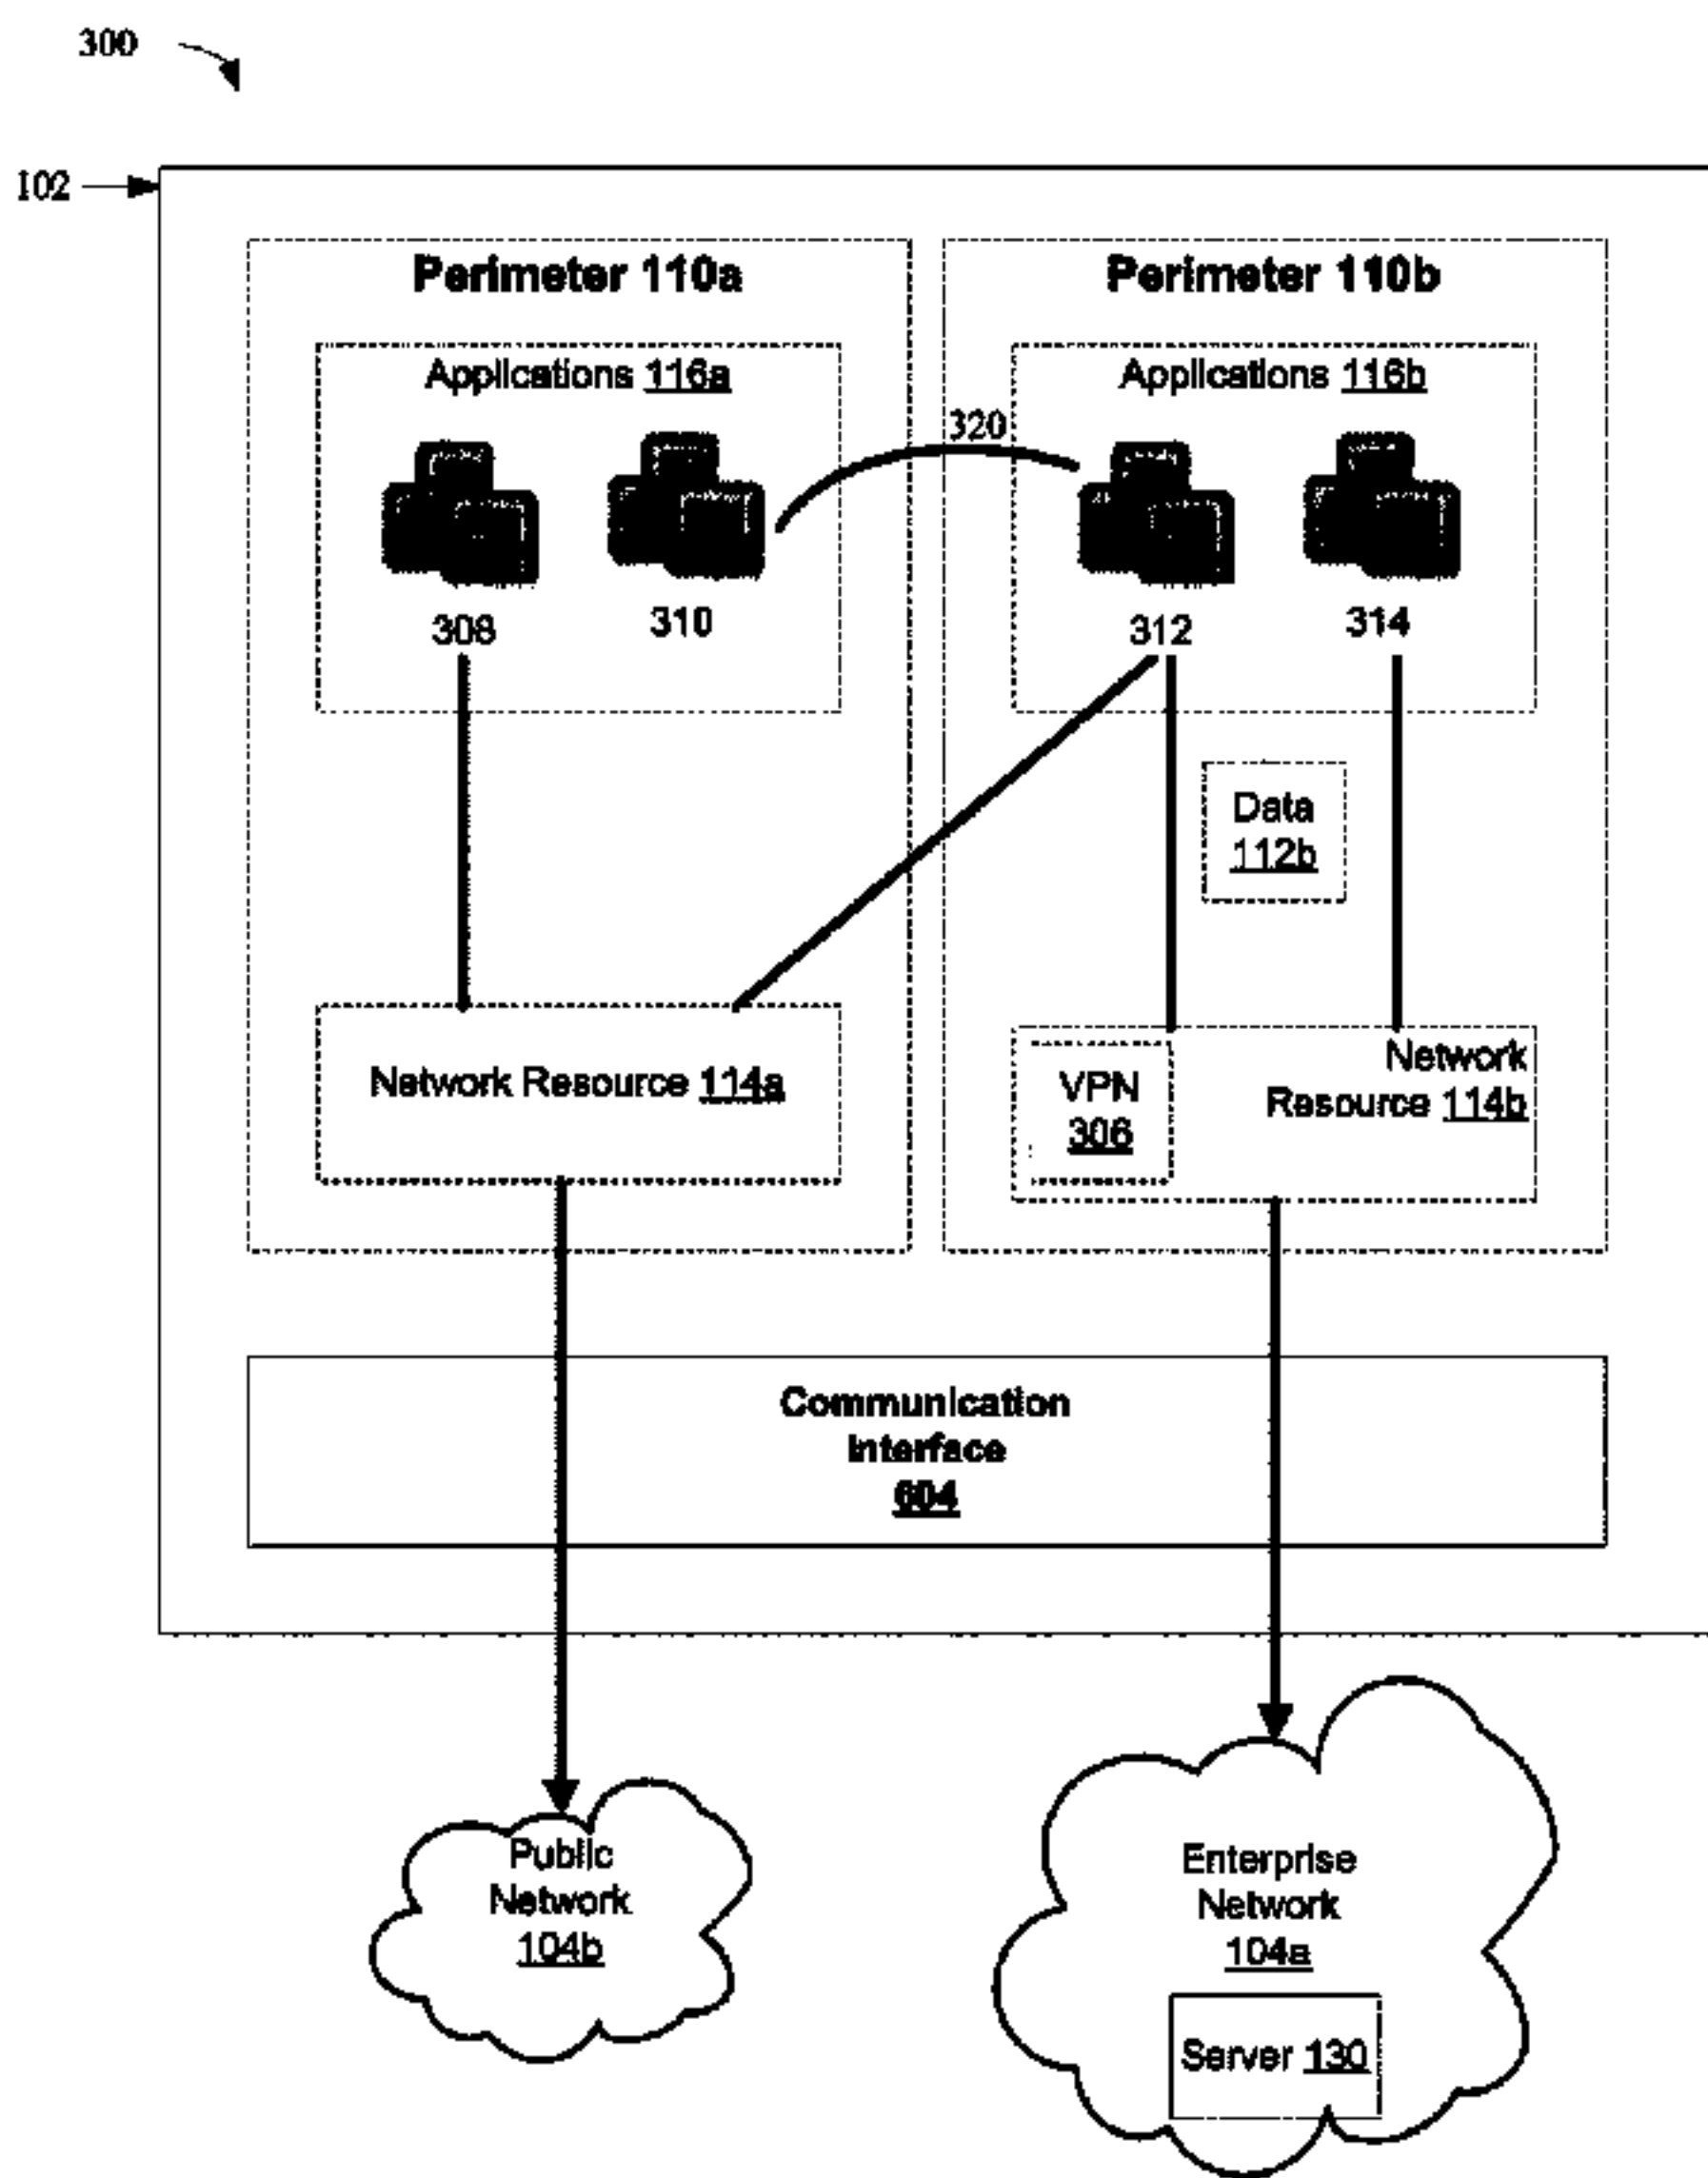 300
102
Perimeter 110a
Perimeter 110b
Applications 116a
Applications 116b
320
308
310
312
314
Data
112b
Network Resource 114a
VPN
306
Network
Resource 114b
Communication
Interface
604
Public
Network
104b
Enterprise
Network
104a
Server 130